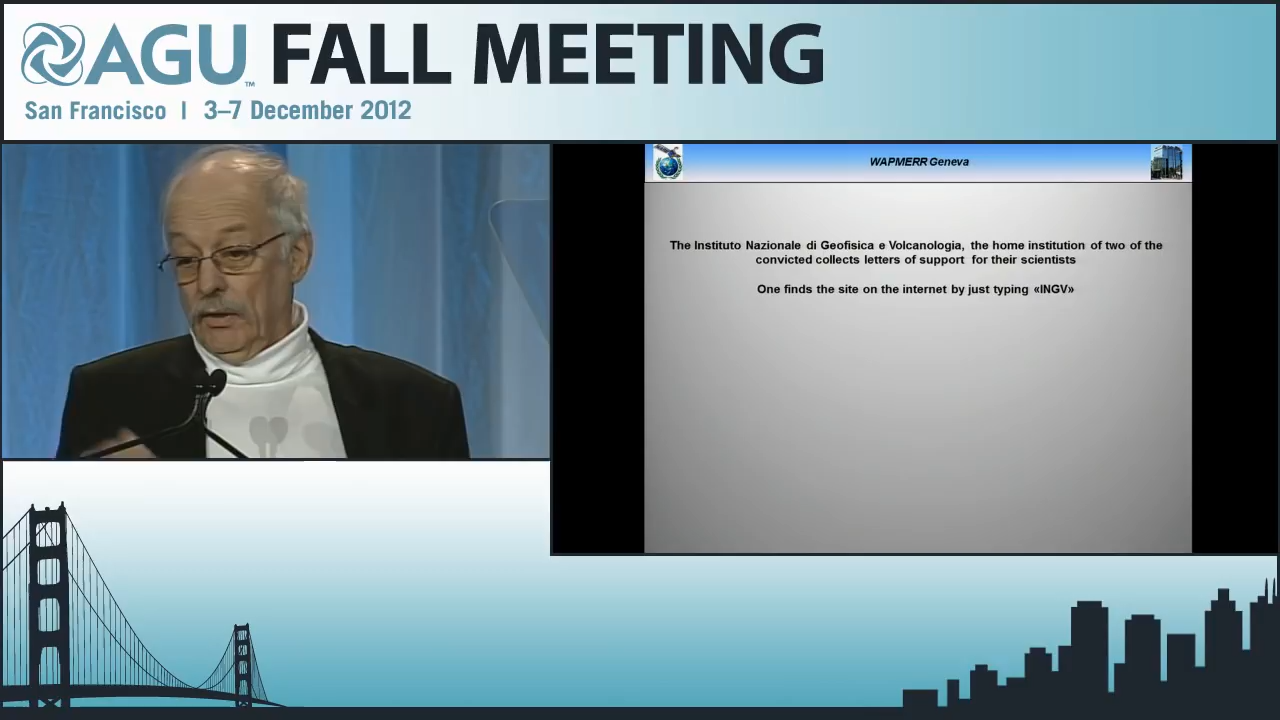 AGU™ FALL MEETING
San Francisco | 3–7 December 2012
WAPMERR Geneva
The Instituto Nazionale di Geofisica e Volcanologia, the home institution of two of the
convicted collects letters of support for their scientists
One finds the site on the internet by just typing «INGV»